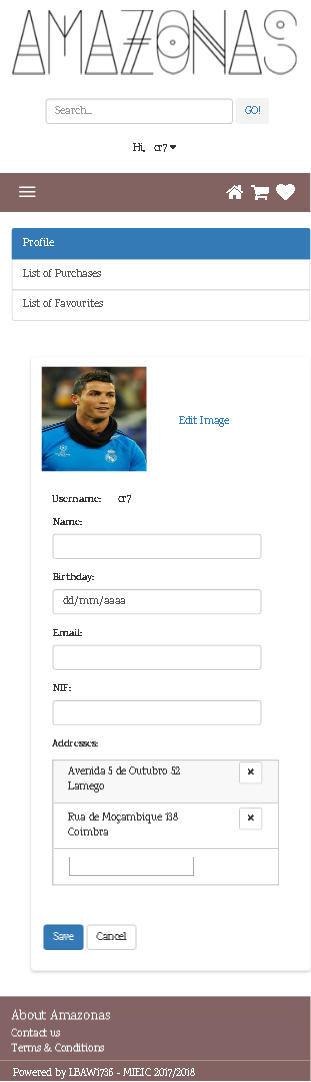 AMAZONAS
Search...
GO!
Hi, cr7
Profile
List of Purchases
List of Favourites
Edit Image
Username: cr7
Name:
Birthday:
dd/mm/aaaa
Email:
NIF:
Addresses:
Avenida 5 de Outubro 52
Lamego
Rua de Moçambique 138
Coimbra
Save
Cancel
About Amazonas
Contact us
Terms & Conditions
Powered by LBAW1736 - MIEIC 2017/2018